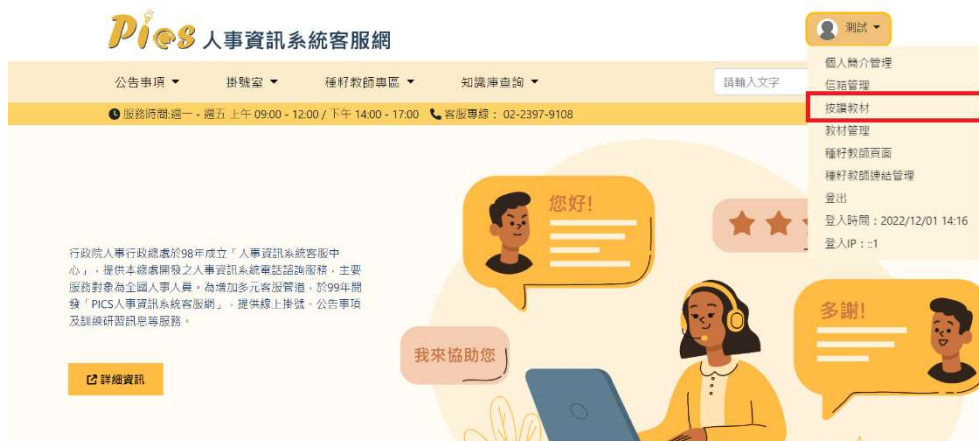 Pics 人事資訊系統客服網
測試
公告事項
掛號室
種籽教師專區
知識庫查詢
請輸入文字
服務時間:週一 - 週五 上午 09:00 - 12:00 / 下午 14:00 - 17:00 客服專線： 02-2397-9108
個人簡介管理
信箱管理
按讚教材
教材管理
種籽教師頁面
種籽教師連結管理
登出
登入時間：2022/12/01 14:16
登入IP：::1
行政院人事行政總處於98年成立「人事資訊系統客服中
心」，提供本總處開發之人事資訊系統電話諮詢服務，主要
服務對象為全國人事人員。為增加多元客服管道，於99年開
發「PICS人事資訊系統客服網」，提供線上掛號、公告事項
及訓練研習訊息等服務。
詳細資訊
您好!
我來協助您
多謝!